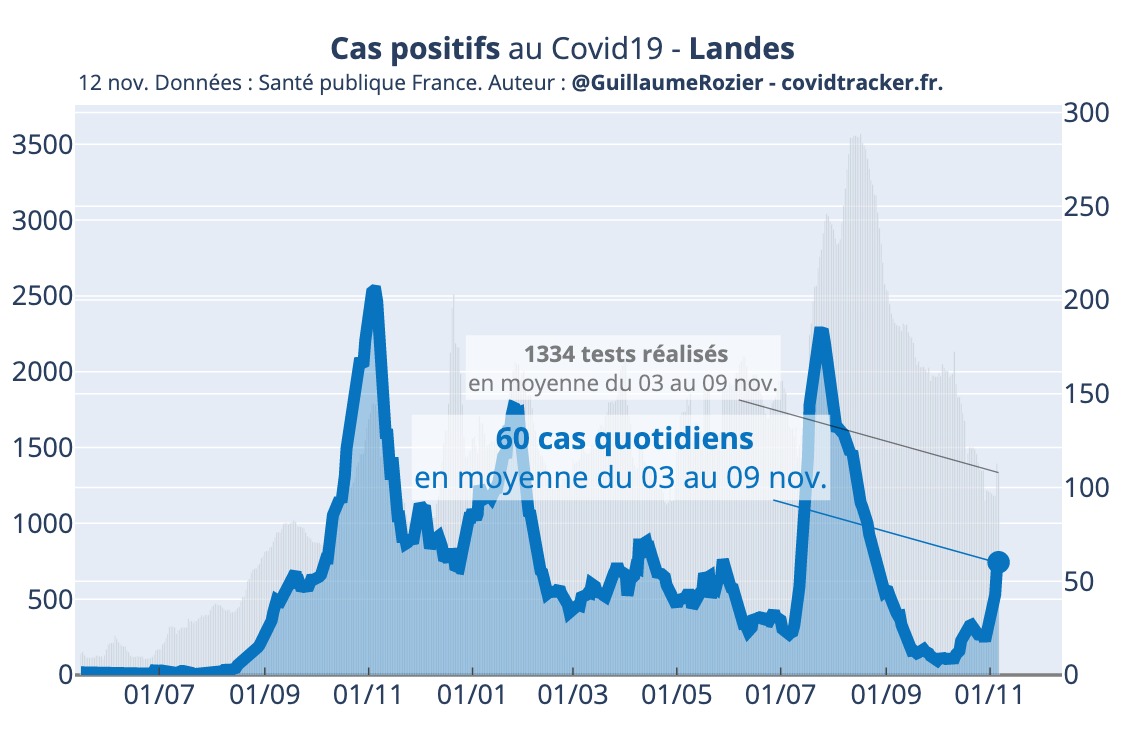 Cas positifs au Covid19 - Landes
12 nov. Données : Santé publique France. Auteur : @GuillaumeRozier - covidtracker.fr.
300
3500
250
3000
2500
200
1334 tests réalisés
en moyenne du 03 au 09 nov.
2000
150
60 cas quotidiens
1500
en moyenne du 03 au 09 nov.
100
1000
50
500
0
0
01/07 01/09 01/11 01/01 01/03 01/05 01/07 01/09 01/11